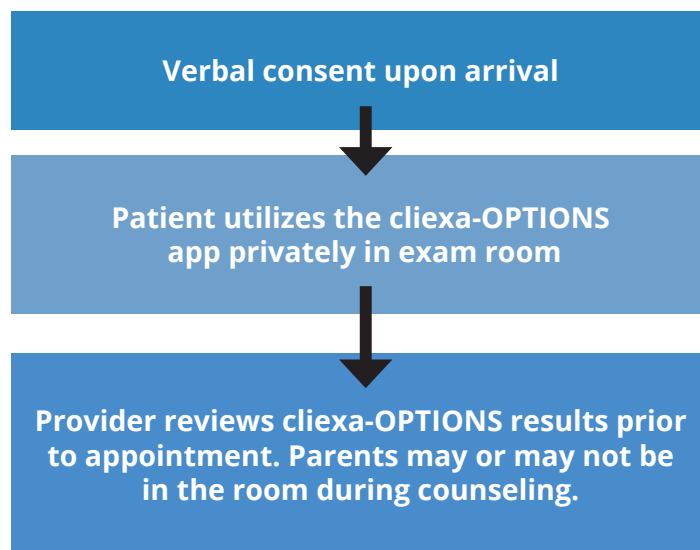 Verbal consent upon arrival
Patient utilizes the cliexa-OPTIONS
app privately in exam room
Provider reviews cliexa-OPTIONS results prior
to appointment. Parents may or may not be
in the room during counseling.